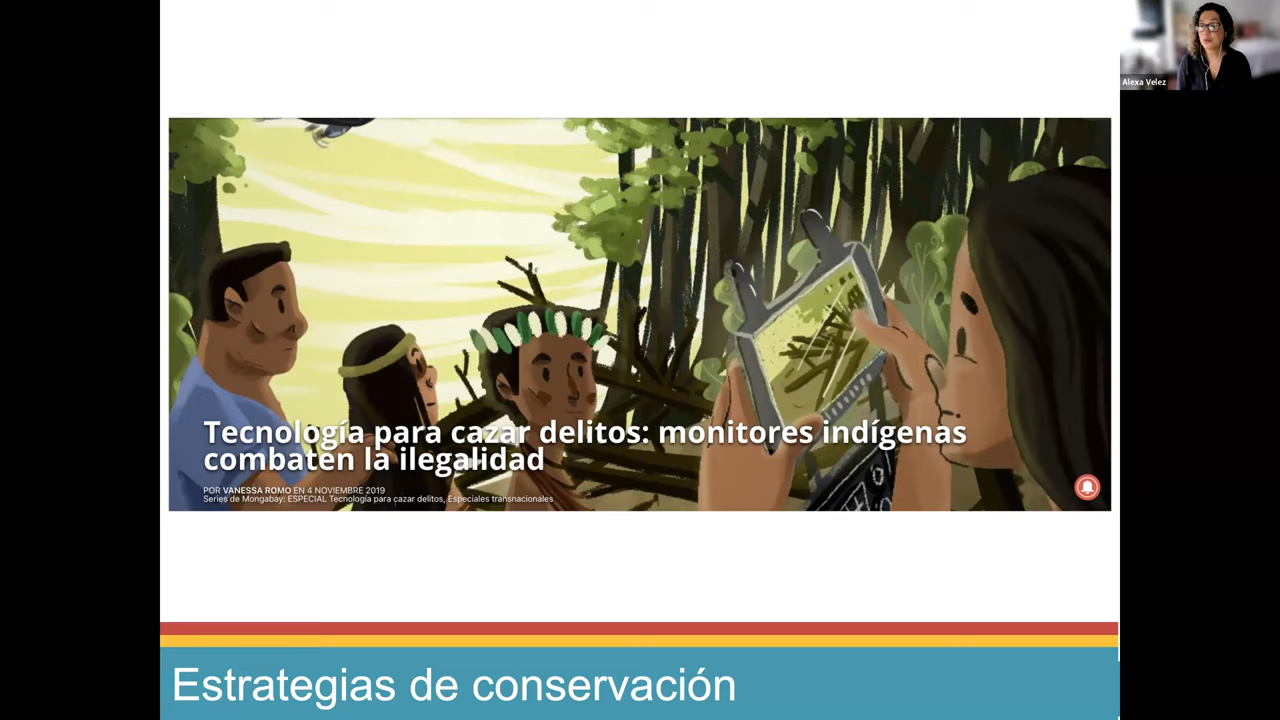 Alexa Velez
Tecnología para cazar delitos: monitores indígenas
combaten la ilegalidad
POR VANESSA ROMO EN 4 NOVIEMBRE 2019
Series de Mongabay: ESPECIAL Tecnología para cazar delitos, Especiales transnacionales
Estrategias de conservación